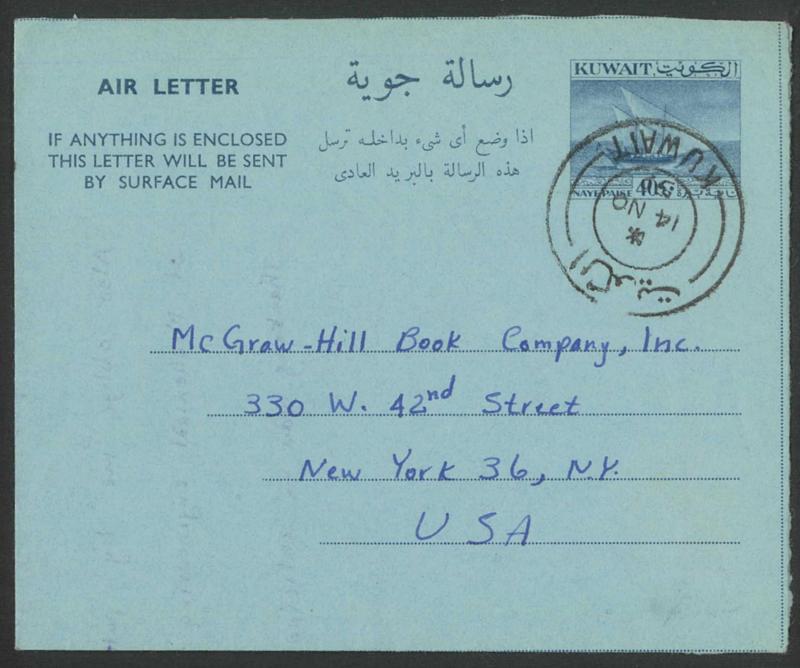 AIR LETTER
IF ANYTHING IS ENCLOSED
THIS LETTER WILL BE SENT
BY SURFACE MAIL
رسالة جوية
اذا وضع أى شىء بداخله ترسل
هذه الرسالة بالبريد العادى
KUWAIT الكويت
NAYE PAISE 40
KUWAIT
14 NO
الكويت
McGraw-Hill Book Company, Inc.
330 W. 42nd Street
New York 36, N.Y.
USA